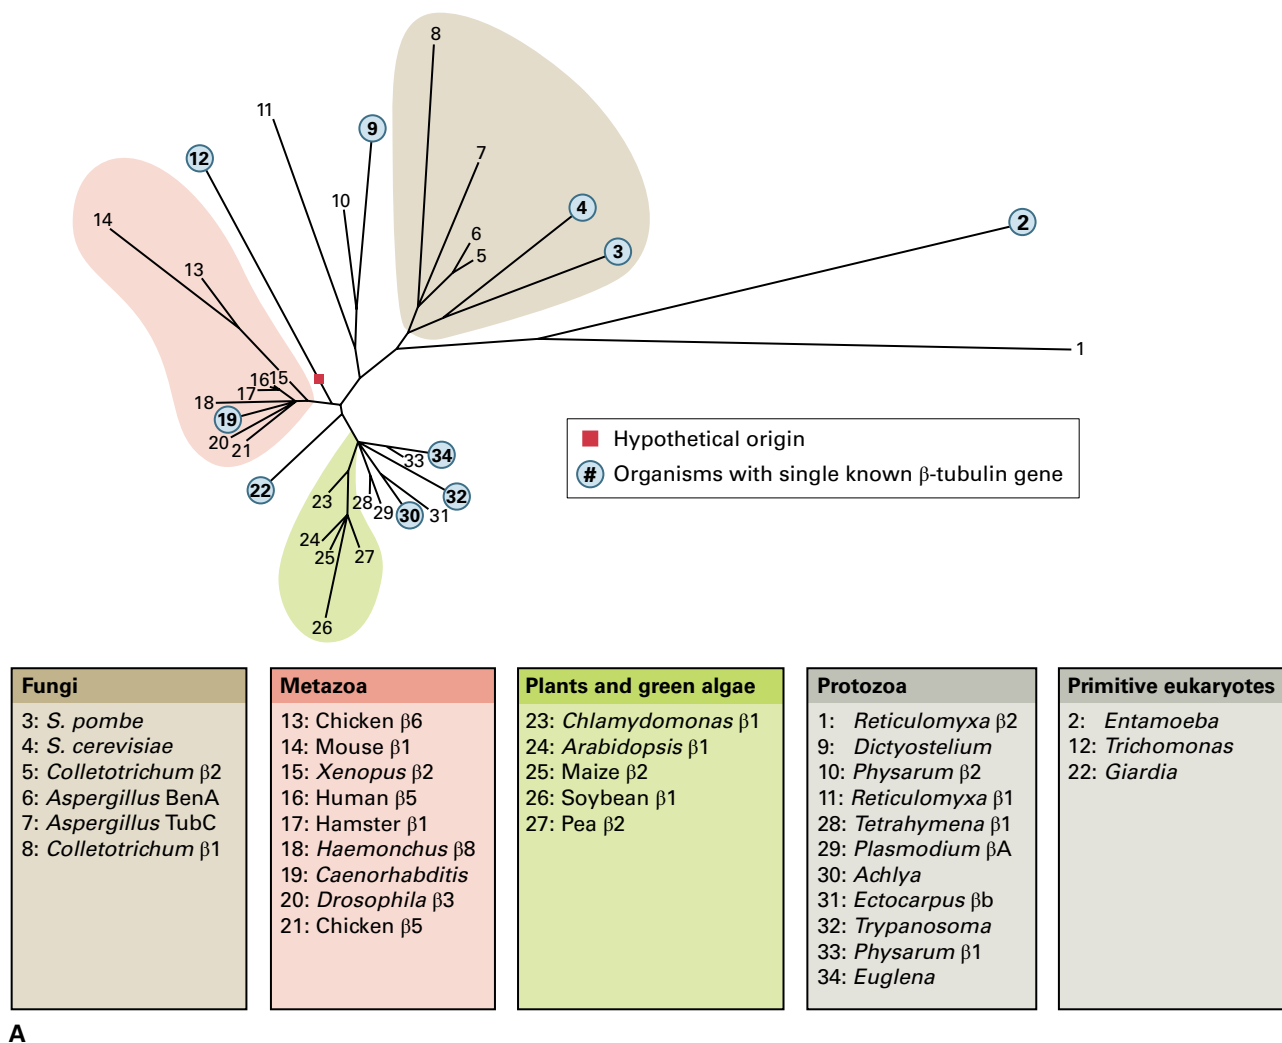 8
11
9
12
7
10
4
14
6
3
5
2
13
1
16
15
17
18
19
20
21
34
33
22
32
23
28
29
30
31
24
25
27
26
Hypothetical origin
# Organisms with single known β-tubulin gene
Fungi
3: S. pombe
4: S. cerevisiae
5: Colletotrichum β2
6: Aspergillus BenA
7: Aspergillus TubC
8: Colletotrichum β1
Metazoa
13: Chicken β6
14: Mouse β1
15: Xenopus β2
16: Human β5
17: Hamster β1
18: Haemonchus β8
19: Caenorhabditis
20: Drosophila β3
21: Chicken β5
Plants and green algae
23: Chlamydomonas β1
24: Arabidopsis β1
25: Maize β2
26: Soybean β1
27: Pea β2
Protozoa
1: Reticulomyxa β2
9: Dictyostelium
10: Physarum β2
11: Reticulomyxa β1
28: Tetrahymena β1
29: Plasmodium βA
30: Achlya
31: Ectocarpus βb
32: Trypanosoma
33: Physarum β1
34: Euglena
Primitive eukaryotes
2: Entamoeba
12: Trichomonas
22: Giardia
A